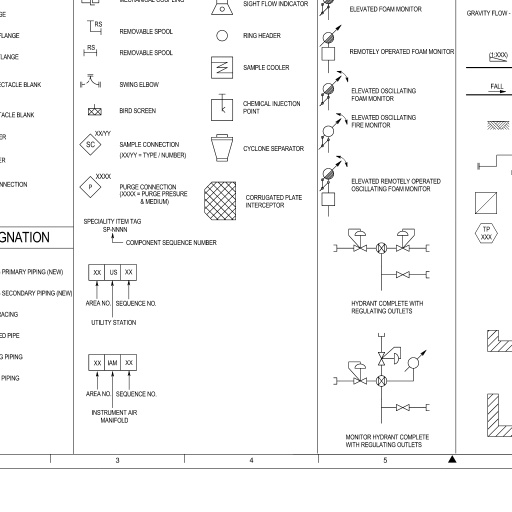 GE
FLANGE
FLANGE
ECTACLE BLANK
TACLE BLANK
ER
ER
NNECTION
GNATION
PRIMARY PIPING (NEW)
SECONDARY PIPING (NEW)
RACING
ED PIPE
G PIPING
PIPING
MECHANICAL COUPLING
RS
REMOVABLE SPOOL
RS
REMOVABLE SPOOL
SWING ELBOW
BIRD SCREEN
XX/YY
SC
SAMPLE CONNECTION
(XX/YY = TYPE / NUMBER)
XXXX
P
PURGE CONNECTION
(XXXX = PURGE PRESURE
& MEDIUM)
SPECIALITY ITEM TAG
SP-NNNN
COMPONENT SEQUENCE NUMBER
XX US XX
AREA NO. SEQUENCE NO.
UTILITY STATION
XX IAM XX
AREA NO. SEQUENCE NO.
INSTRUMENT AIR
MANIFOLD
SIGHT FLOW INDICATOR
RING HEADER
SAMPLE COOLER
CHEMICAL INJECTION
POINT
CYCLONE SEPARATOR
CORRUGATED PLATE
INTERCEPTOR
ELEVATED FOAM MONITOR
REMOTELY OPERATED FOAM MONITOR
ELEVATED OSCILLATING
FOAM MONITOR
ELEVATED OSCILLATING
FIRE MONITOR
ELEVATED REMOTELY OPERATED
OSCILLATING FOAM MONITOR
HYDRANT COMPLETE WITH
REGULATING OUTLETS
MONITOR HYDRANT COMPLETE
WITH REGULATING OUTLETS
GRAVITY FLOW -
(1:XXX)
FALL
TP
XXX
3 4 5